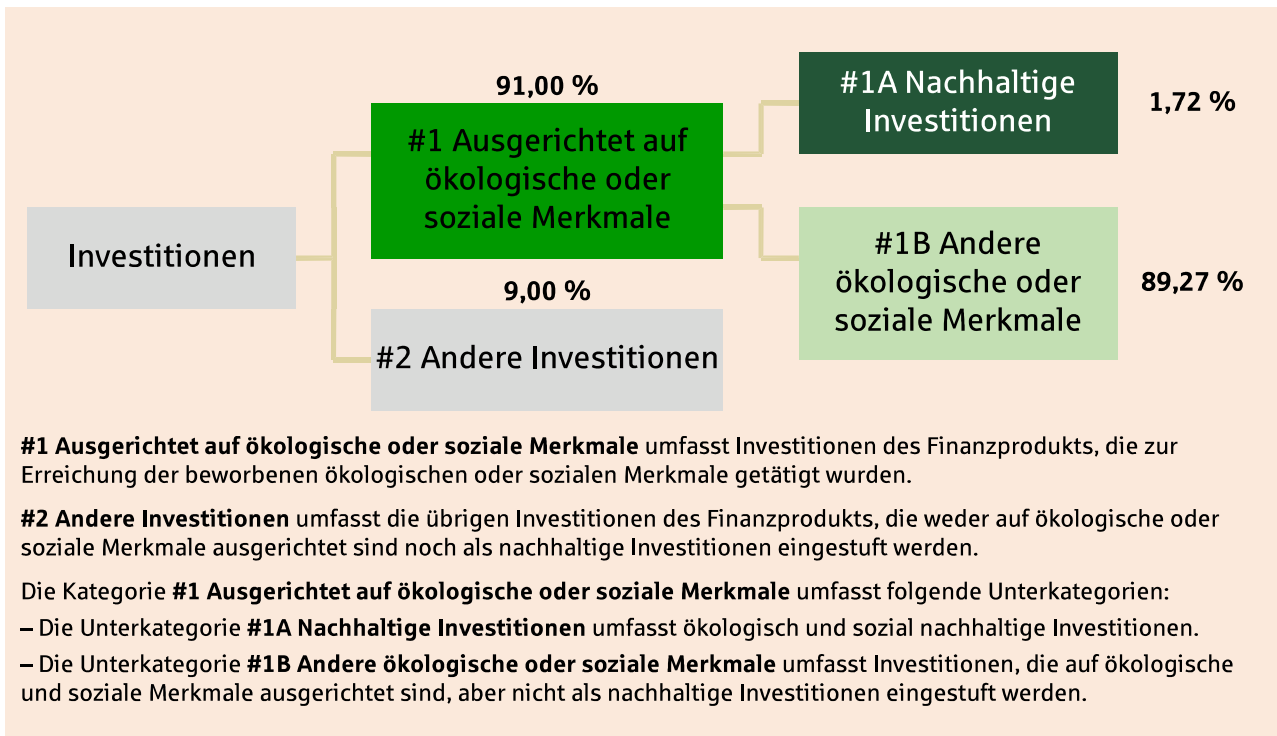 91,00 %
#1 Ausgerichtet auf
ökologische oder
soziale Merkmale
#1A Nachhaltige
Investitionen
1,72 %
Investitionen
#1B Andere
ökologische oder
soziale Merkmale
89,27 %
9,00 %
#2 Andere Investitionen
#1 Ausgerichtet auf ökologische oder soziale Merkmale umfasst Investitionen des Finanzprodukts, die zur
Erreichung der beworbenen ökologischen oder sozialen Merkmale getätigt wurden.
#2 Andere Investitionen umfasst die übrigen Investitionen des Finanzprodukts, die weder auf ökologische oder
soziale Merkmale ausgerichtet sind noch als nachhaltige Investitionen eingestuft werden.
Die Kategorie #1 Ausgerichtet auf ökologische oder soziale Merkmale umfasst folgende Unterkategorien:
– Die Unterkategorie #1A Nachhaltige Investitionen umfasst ökologisch und sozial nachhaltige Investitionen.
– Die Unterkategorie #1B Andere ökologische oder soziale Merkmale umfasst Investitionen, die auf ökologische
und soziale Merkmale ausgerichtet sind, aber nicht als nachhaltige Investitionen eingestuft werden.